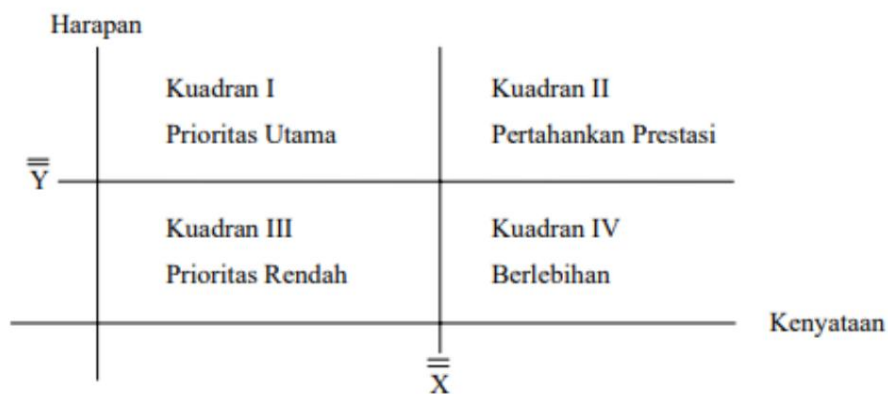 Harapan
Kuadran I
Prioritas Utama
Kuadran II
Pertahankan Prestasi
Y̿
Kuadran III
Prioritas Rendah
Kuadran IV
Berlebihan
Kenyataan
X̿